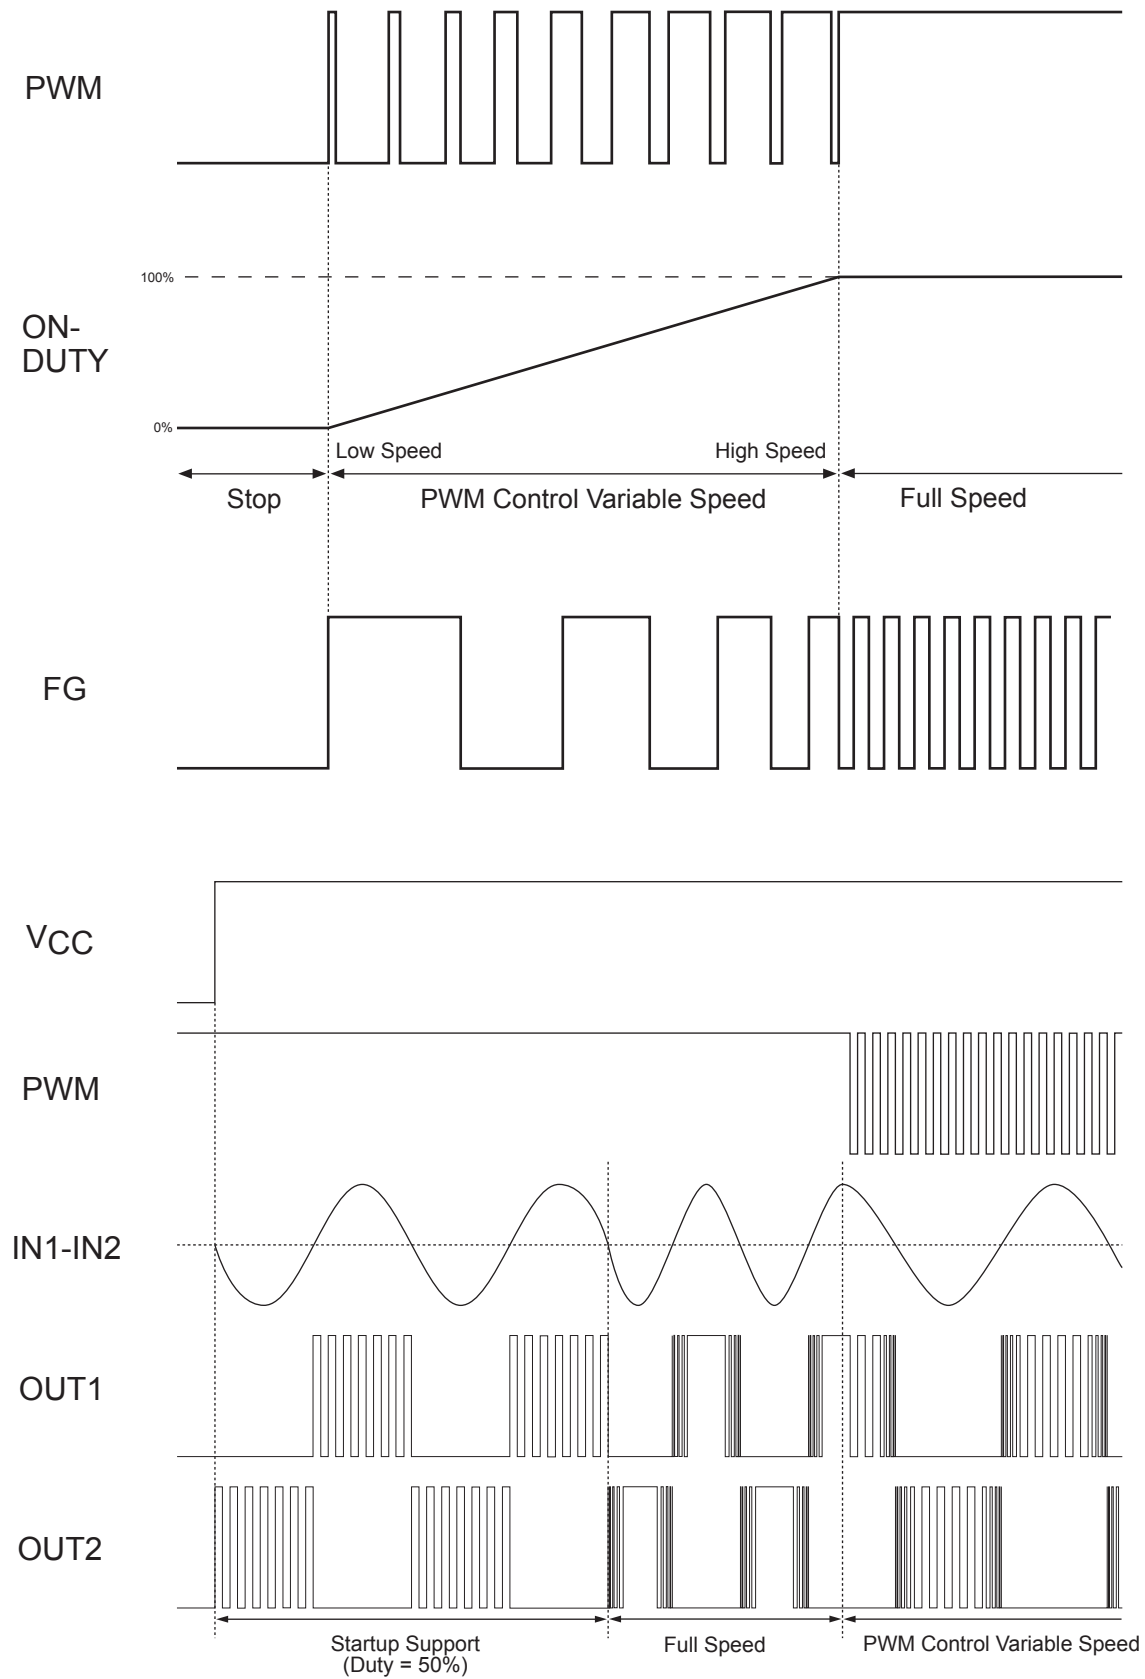 PWM
100%
ON-
DUTY
0%
Low Speed
High Speed
Stop
PWM Control Variable Speed
Full Speed
FG
VCC
PWM
IN1-IN2
OUT1
OUT2
Startup Support
(Duty = 50%)
Full Speed
PWM Control Variable Speed